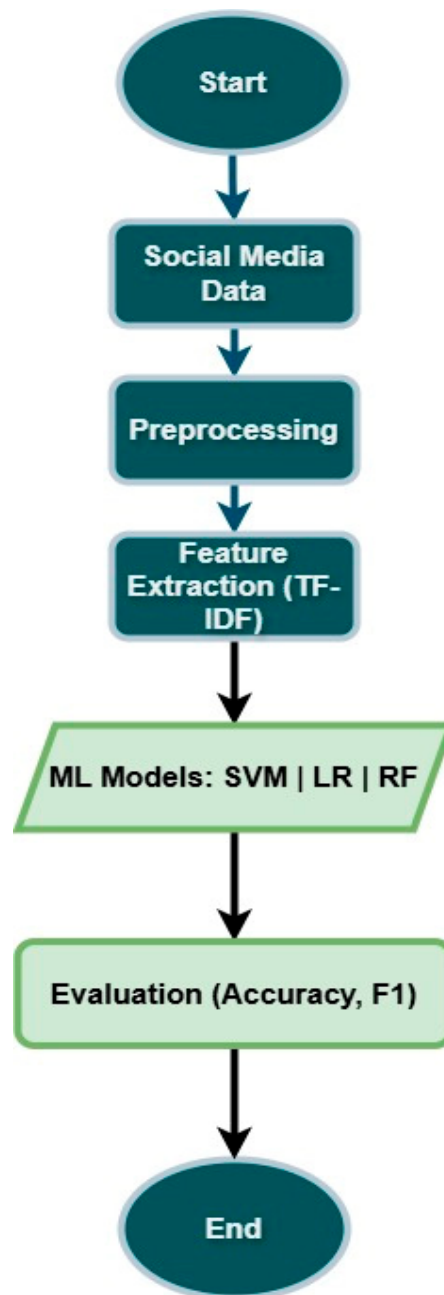 Start
Social Media
Data
Preprocessing
Feature
Extraction (TF-
IDF)
ML Models: SVM | LR | RF
Evaluation (Accuracy, F1)
End